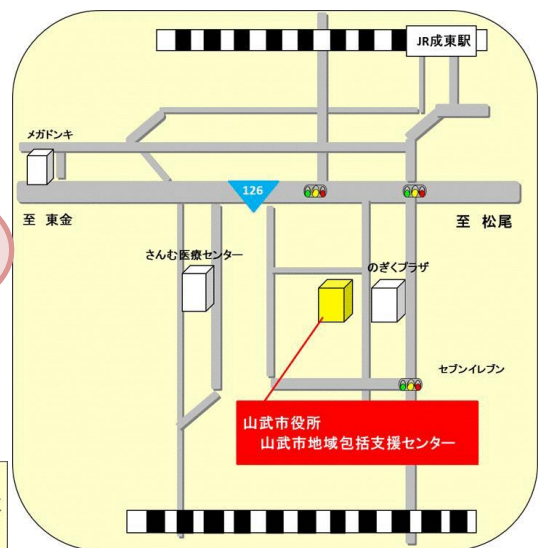 JR成東駅
メガドンキ
126
至 東金
至 松尾
さんむ医療センター
のぎくプラザ
セブンイレブン
山武市役所
山武市地域包括支援センター